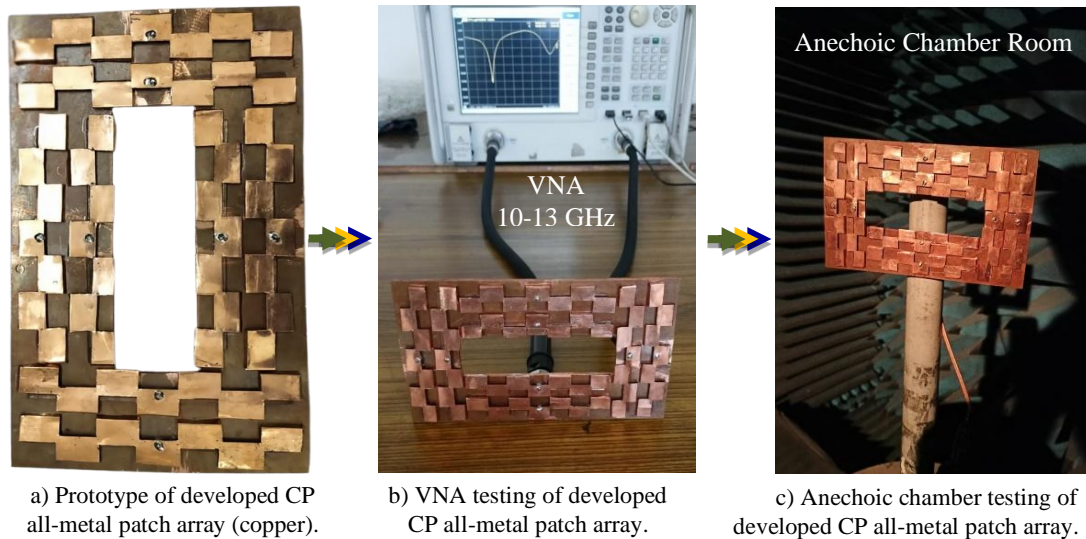 Anechoic Chamber Room
VNA
10-13 GHz
a) Prototype of developed CP
all-metal patch array (copper).
b) VNA testing of developed
CP all-metal patch array.
c) Anechoic chamber testing of
developed CP all-metal patch array.